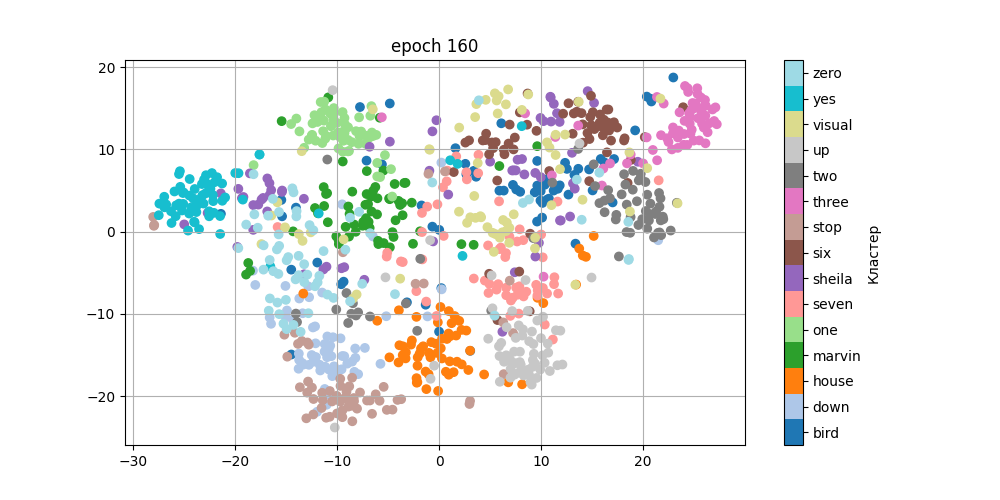 epoch 160
20
10
0
−10
−20
−30
−20
−10
0
10
20
zero
yes
visual
up
two
three
stop
six
sheila
seven
one
marvin
house
down
bird
Кластер